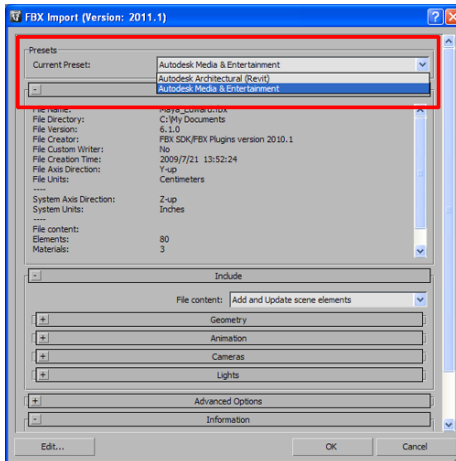 FBX Import (Version: 2011.1)
Presets
Current Preset: Autodesk Media & Entertainment
Autodesk Architectural (Revit)
Autodesk Media & Entertainment
File Name: Maya_Edward.fbx
File Directory: C:\My Documents
File Version: 6.1.0
File Creator: FBX SDK/FBX Plugins version 2010.1
File Custom Writer: No
File Creation Time: 2009/7/21 13:52:24
File Axis Direction: Y-up
File Units: Centimeters
----
System Axis Direction: Z-up
System Units: Inches
----
File content:
Elements: 80
Materials: 3
- Include
File content: Add and Update scene elements
+ Geometry
+ Animation
+ Cameras
+ Lights
+ Advanced Options
- Information
Edit... OK Cancel